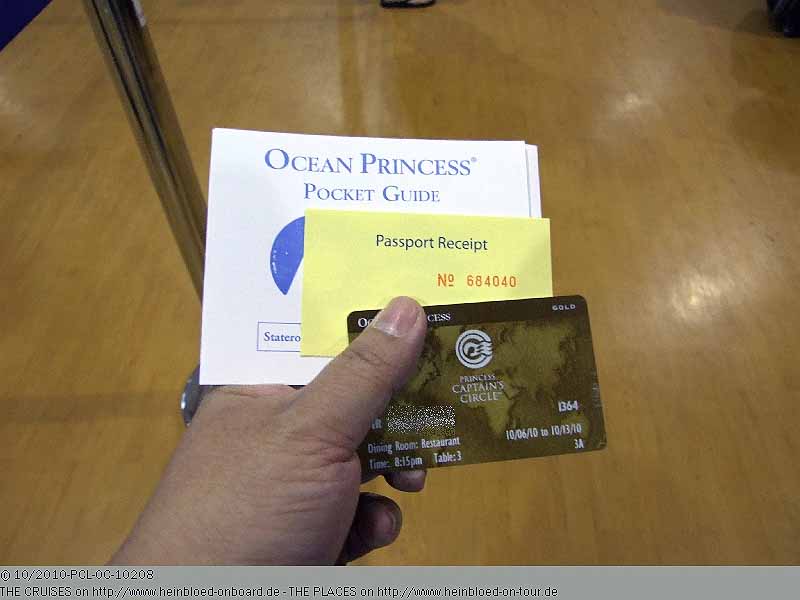 OCEAN PRINCESS®
POCKET GUIDE
Passport Receipt
Nº 684040
GOLD
PRINCESS
CAPTAIN'S
CIRCLE™
1364
10/06/10 to 10/13/10
Dining Room: Restaurant
3A
Time: 8:15pm Table: 3
© 10/2010-PCL-OC-10208
THE CRUISES on http://www.heinbloed-onboard.de - THE PLACES on http://www.heinbloed-on-tour.de